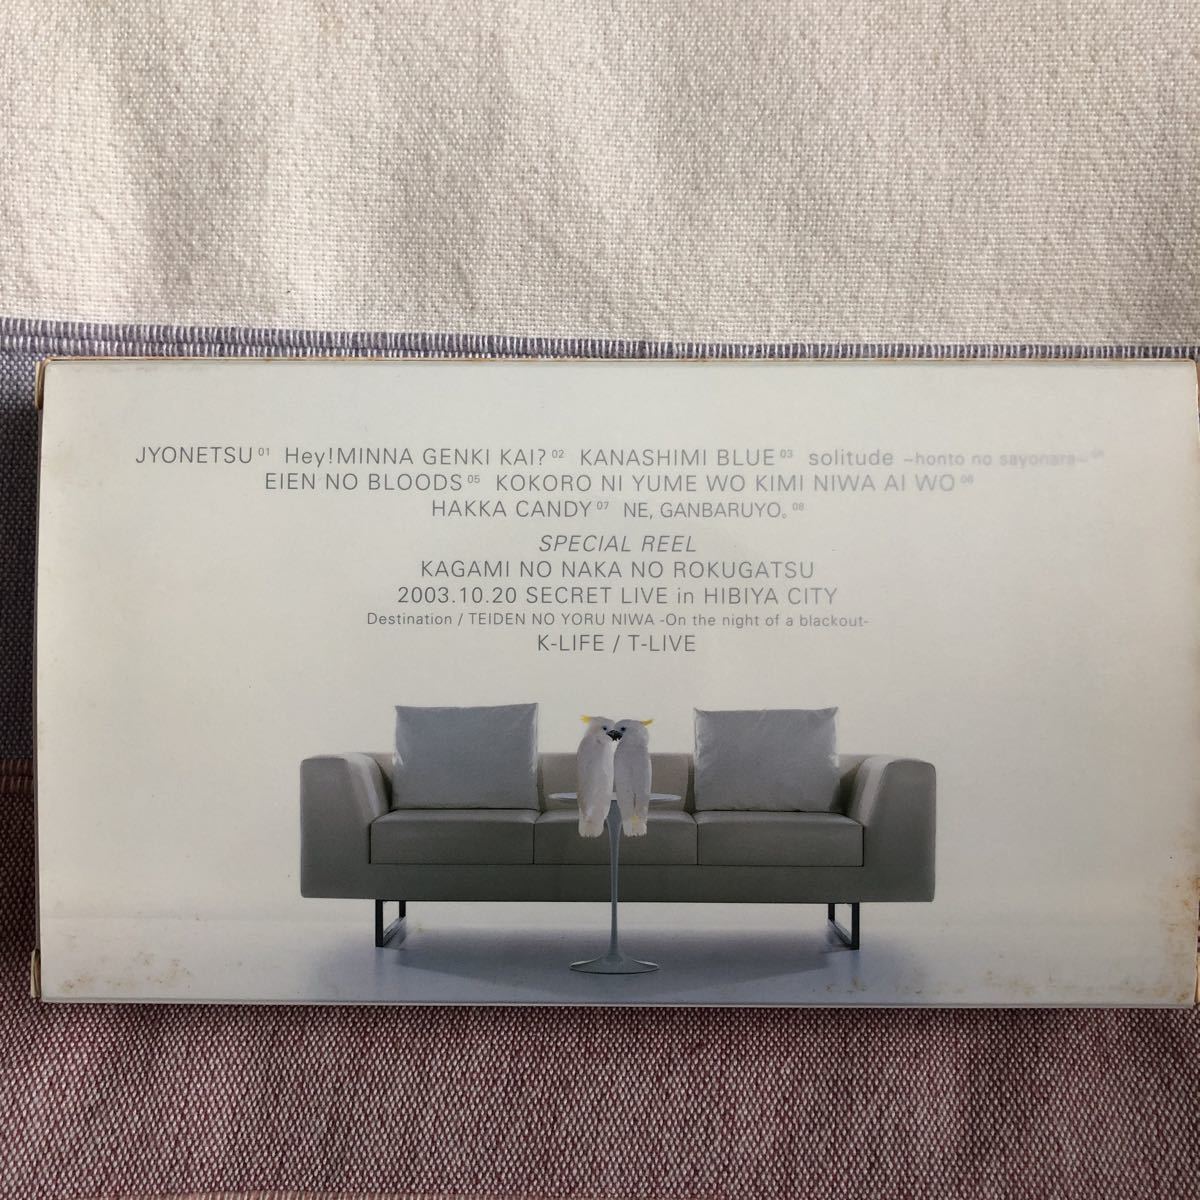 JYONETSU 01 Hey!MINNA GENKI KAI? 02 KANASHIMI BLUE 03 solitude ~honto no sayonara~ 04
EIEN NO BLOODS 05 KOKORO NI YUME WO KIMI NIWA AI WO 06
HAKKA CANDY 07 NE, GANBARUYO。 08
SPECIAL REEL
KAGAMI NO NAKA NO ROKUGATSU
2003.10.20 SECRET LIVE in HIBIYA CITY
Destination / TEIDEN NO YORU NIWA -On the night of a blackout-
K-LIFE / T-LIVE